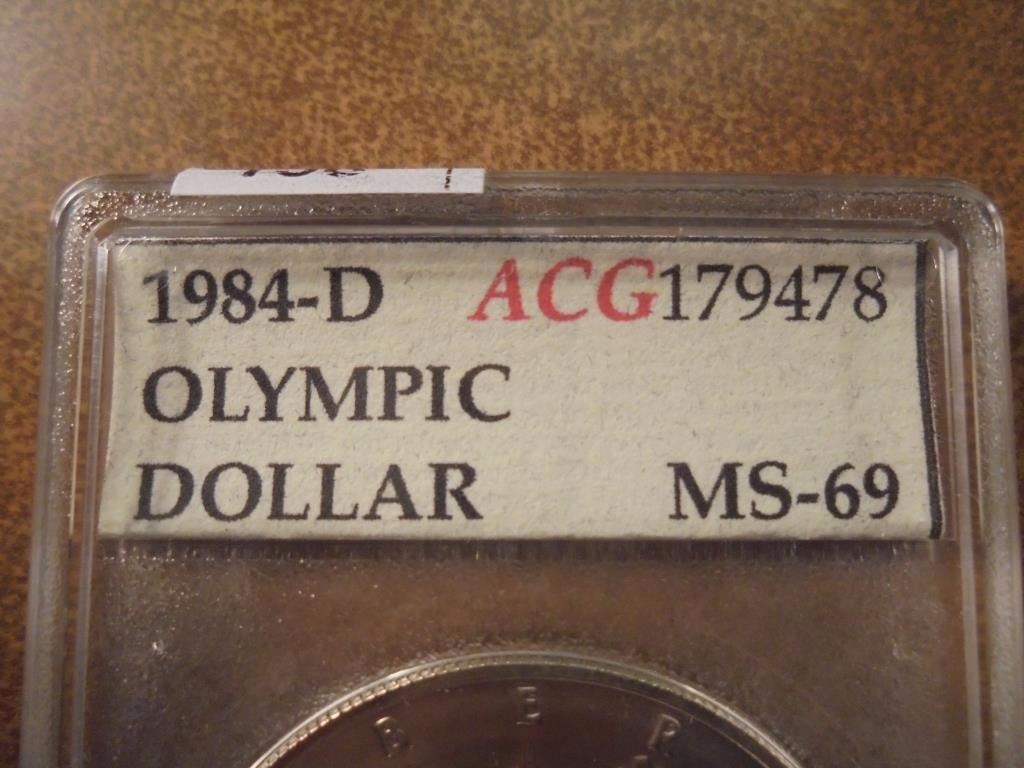 1984-D ACG179478
OLYMPIC
DOLLAR MS-69
B E R